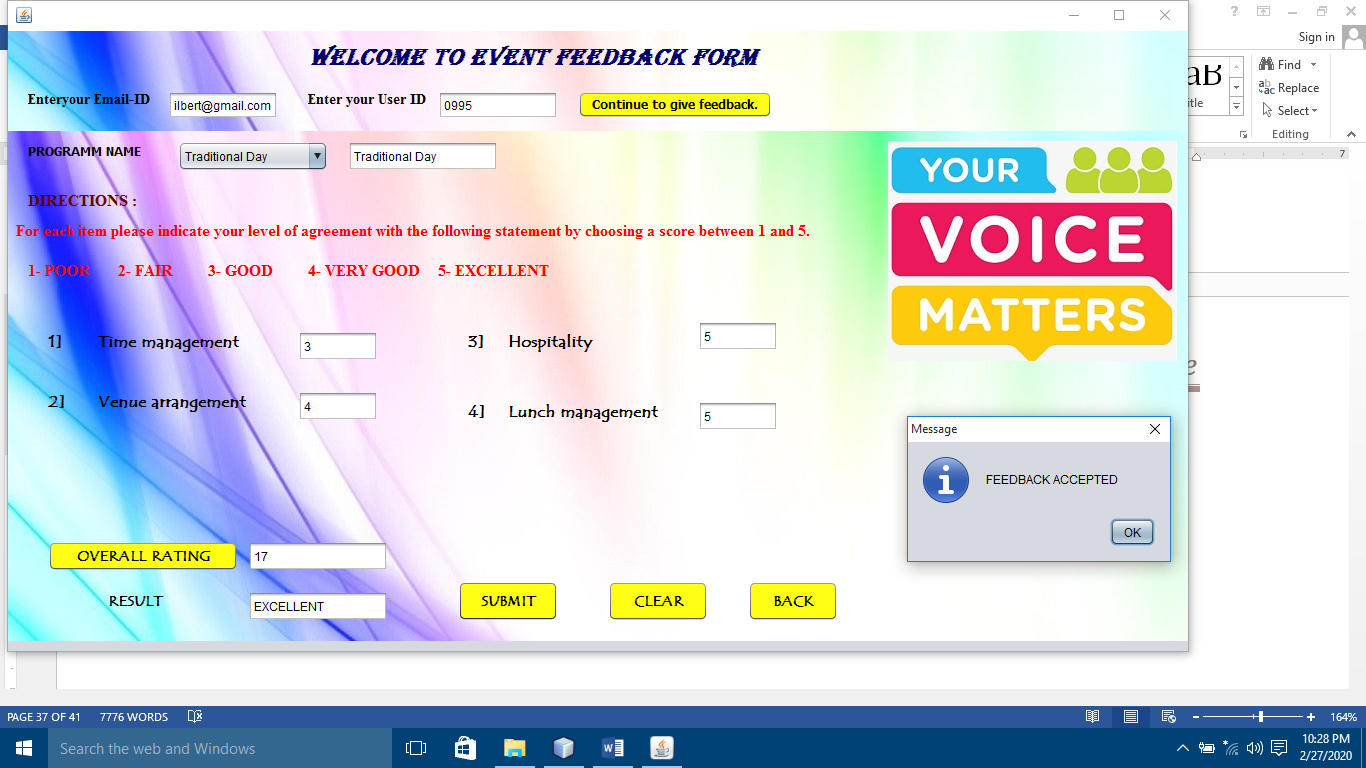 Sign in
WELCOME TO EVENT FEEDBACK FORM
Enteryour Email-ID ilbert@gmail.com Enter your User ID 0995 Continue to give feedback.
Find
Replace
Select
Editing
PROGRAMM NAME Traditional Day Traditional Day
7
DIRECTIONS :
For each item please indicate your level of agreement with the following statement by choosing a score between 1 and 5.
1- POOR 2- FAIR 3- GOOD 4- VERY GOOD 5- EXCELLENT
YOUR
VOICE
MATTERS
1] Time management 3 3] Hospitality 5
2] Venue arrangement 4 4] Lunch management 5
Message
FEEDBACK ACCEPTED
OK
OVERALL RATING 17
RESULT EXCELLENT SUBMIT CLEAR BACK
PAGE 37 OF 41 7776 WORDS 164%
Search the web and Windows
10:28 PM
2/27/2020